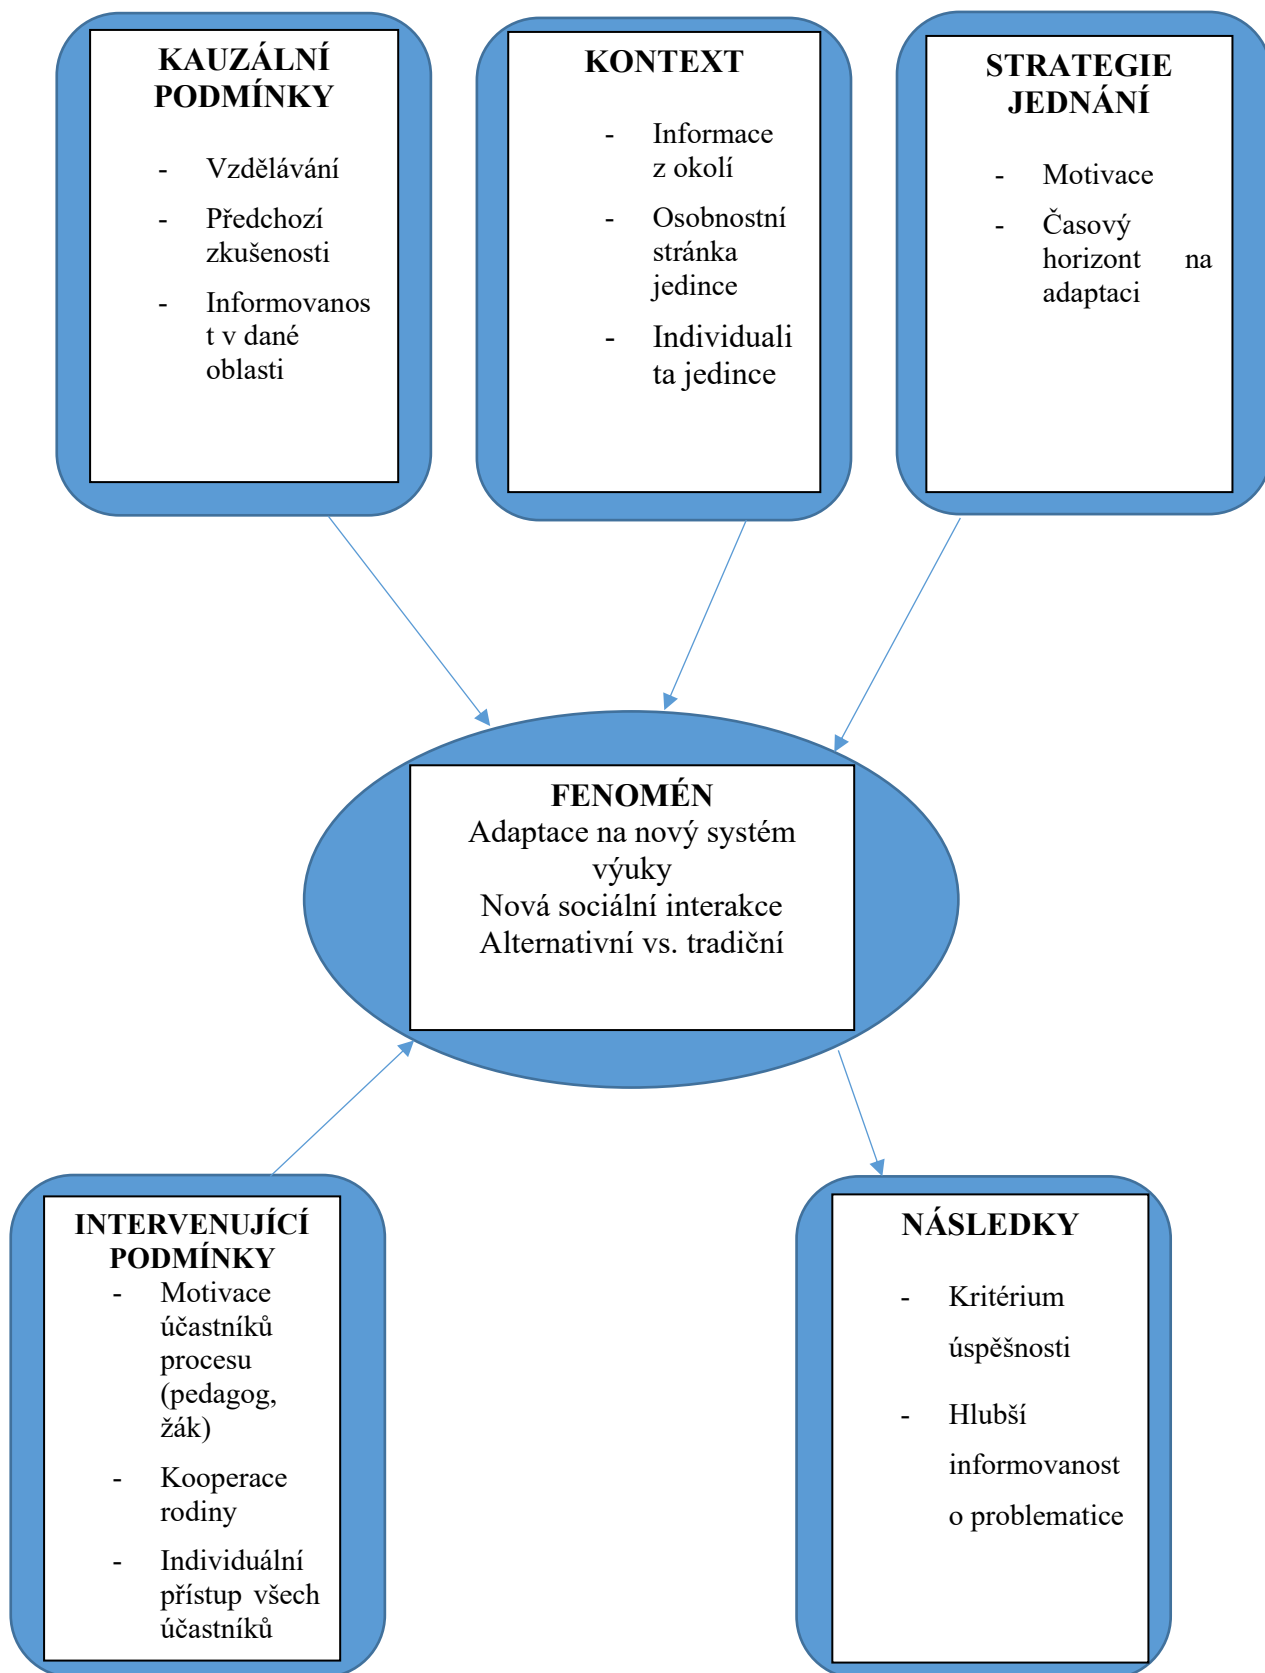 KAUZÁLNÍ
PODMÍNKY
- Vzdělávání
- Předchozí
zkušenosti
- Informovanos
t v dané
oblasti
KONTEXT
- Informace
z okolí
- Osobnostní
stránka
jedince
- Individuali
ta jedince
STRATEGIE
JEDNÁNÍ
- Motivace
- Časový
horizont na
adaptaci
FENOMÉN
Adaptace na nový systém
výuky
Nová sociální interakce
Alternativní vs. tradiční
INTERVENUJÍCÍ
PODMÍNKY
- Motivace
účastníků
procesu
(pedagog,
žák)
- Kooperace
rodiny
- Individuální
přístup všech
účastníků
NÁSLEDKY
- Kritérium
úspěšnosti
- Hlubší
informovanost
o problematice